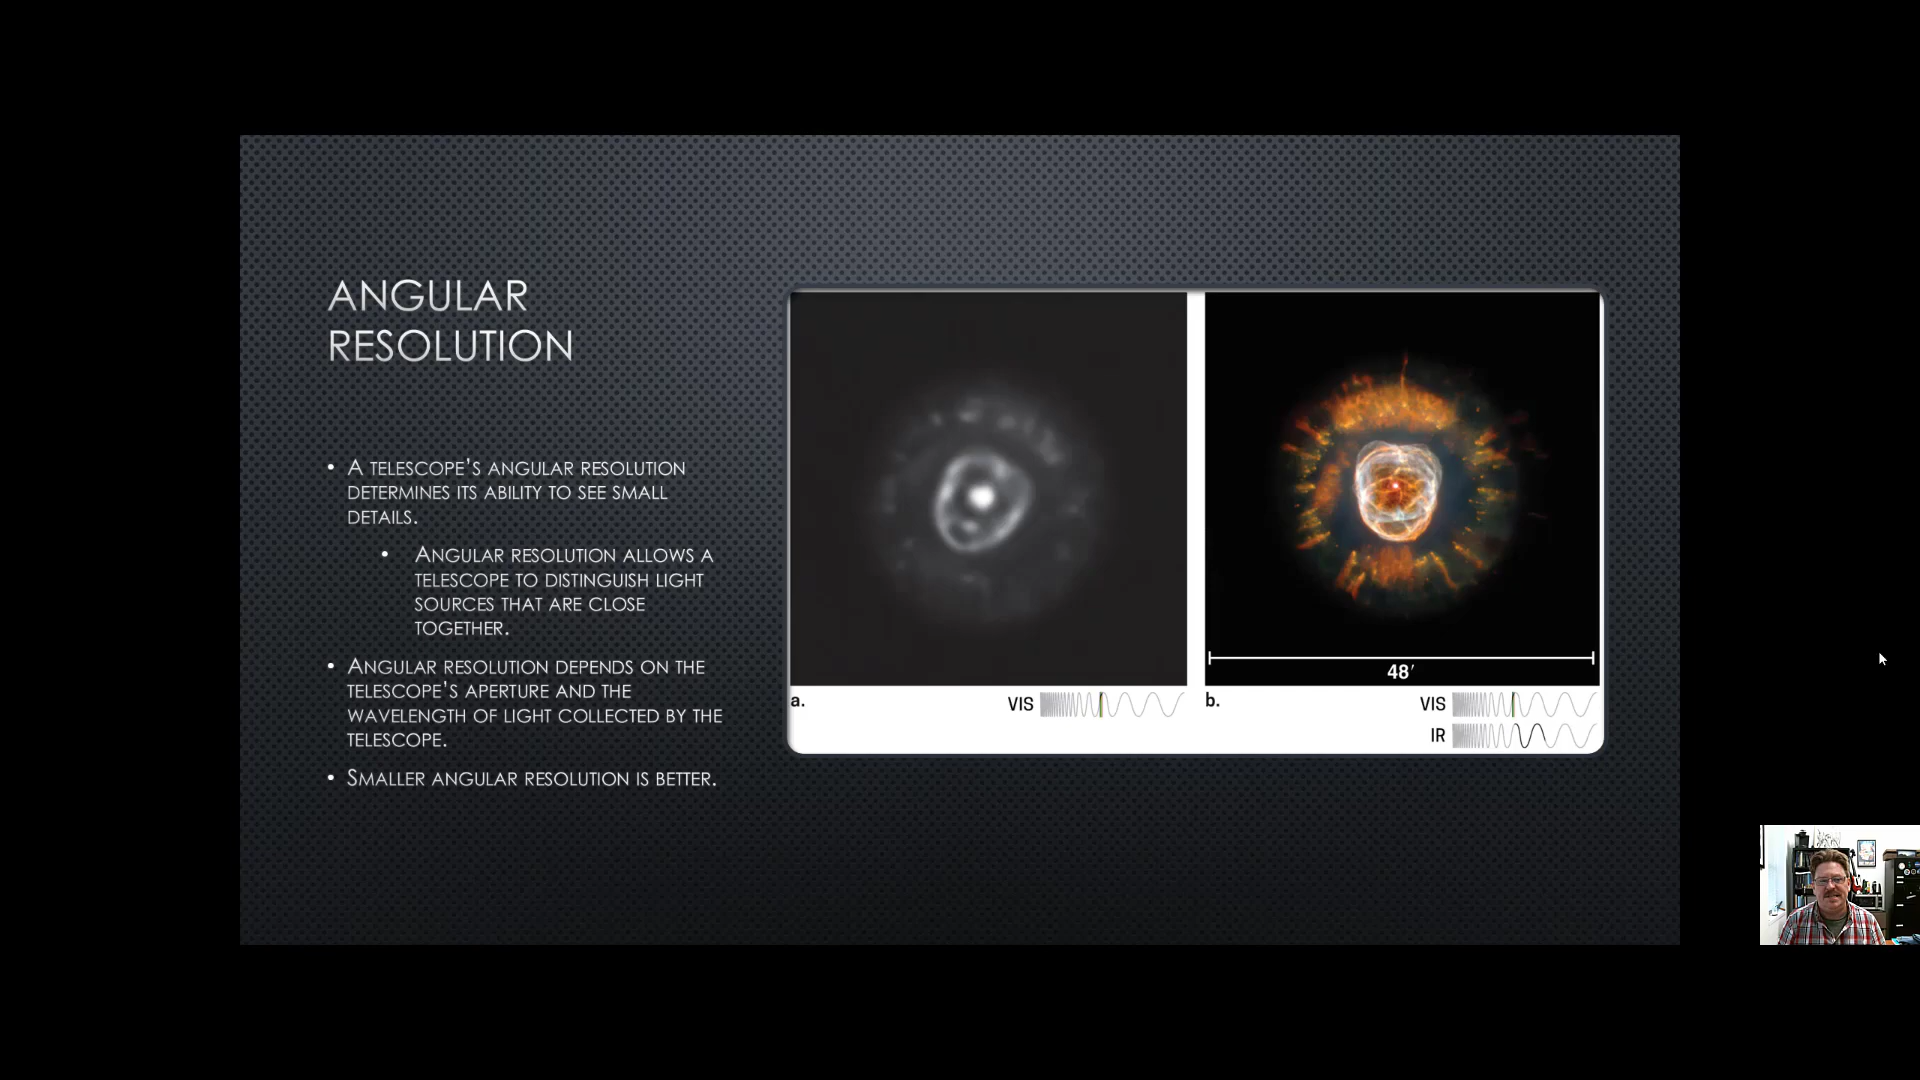 ANGULAR
RESOLUTION
• A TELESCOPE'S ANGULAR RESOLUTION
DETERMINES ITS ABILITY TO SEE SMALL
DETAILS.
• ANGULAR RESOLUTION ALLOWS A
TELESCOPE TO DISTINGUISH LIGHT
SOURCES THAT ARE CLOSE
TOGETHER.
• ANGULAR RESOLUTION DEPENDS ON THE
TELESCOPE'S APERTURE AND THE
WAVELENGTH OF LIGHT COLLECTED BY THE
TELESCOPE.
• SMALLER ANGULAR RESOLUTION IS BETTER.
48′
a.
VIS
b.
VIS
IR